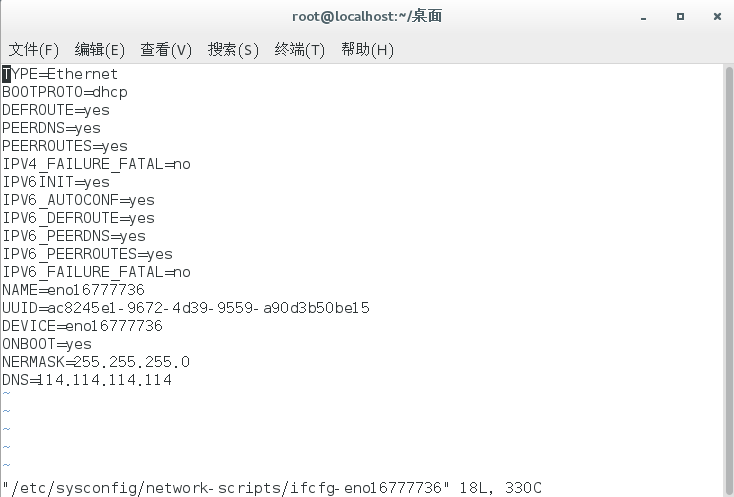 root@localhost:~/桌面
文件(F) 编辑(E) 查看(V) 搜索(S) 终端(T) 帮助(H)
TYPE=Ethernet
BOOTPROTO=dhcp
DEFROUTE=yes
PEERDNS=yes
PEERROUTES=yes
IPV4_FAILURE_FATAL=no
IPV6INIT=yes
IPV6_AUTOCONF=yes
IPV6_DEFROUTE=yes
IPV6_PEERDNS=yes
IPV6_PEERROUTES=yes
IPV6_FAILURE_FATAL=no
NAME=eno16777736
UUID=ac8245e1-9672-4d39-9559-a90d3b50be15
DEVICE=eno16777736
ONBOOT=yes
NERMASK=255.255.255.0
DNS=114.114.114.114
~
~
~
~
~
"/etc/sysconfig/network-scripts/ifcfg-eno16777736" 18L, 330C